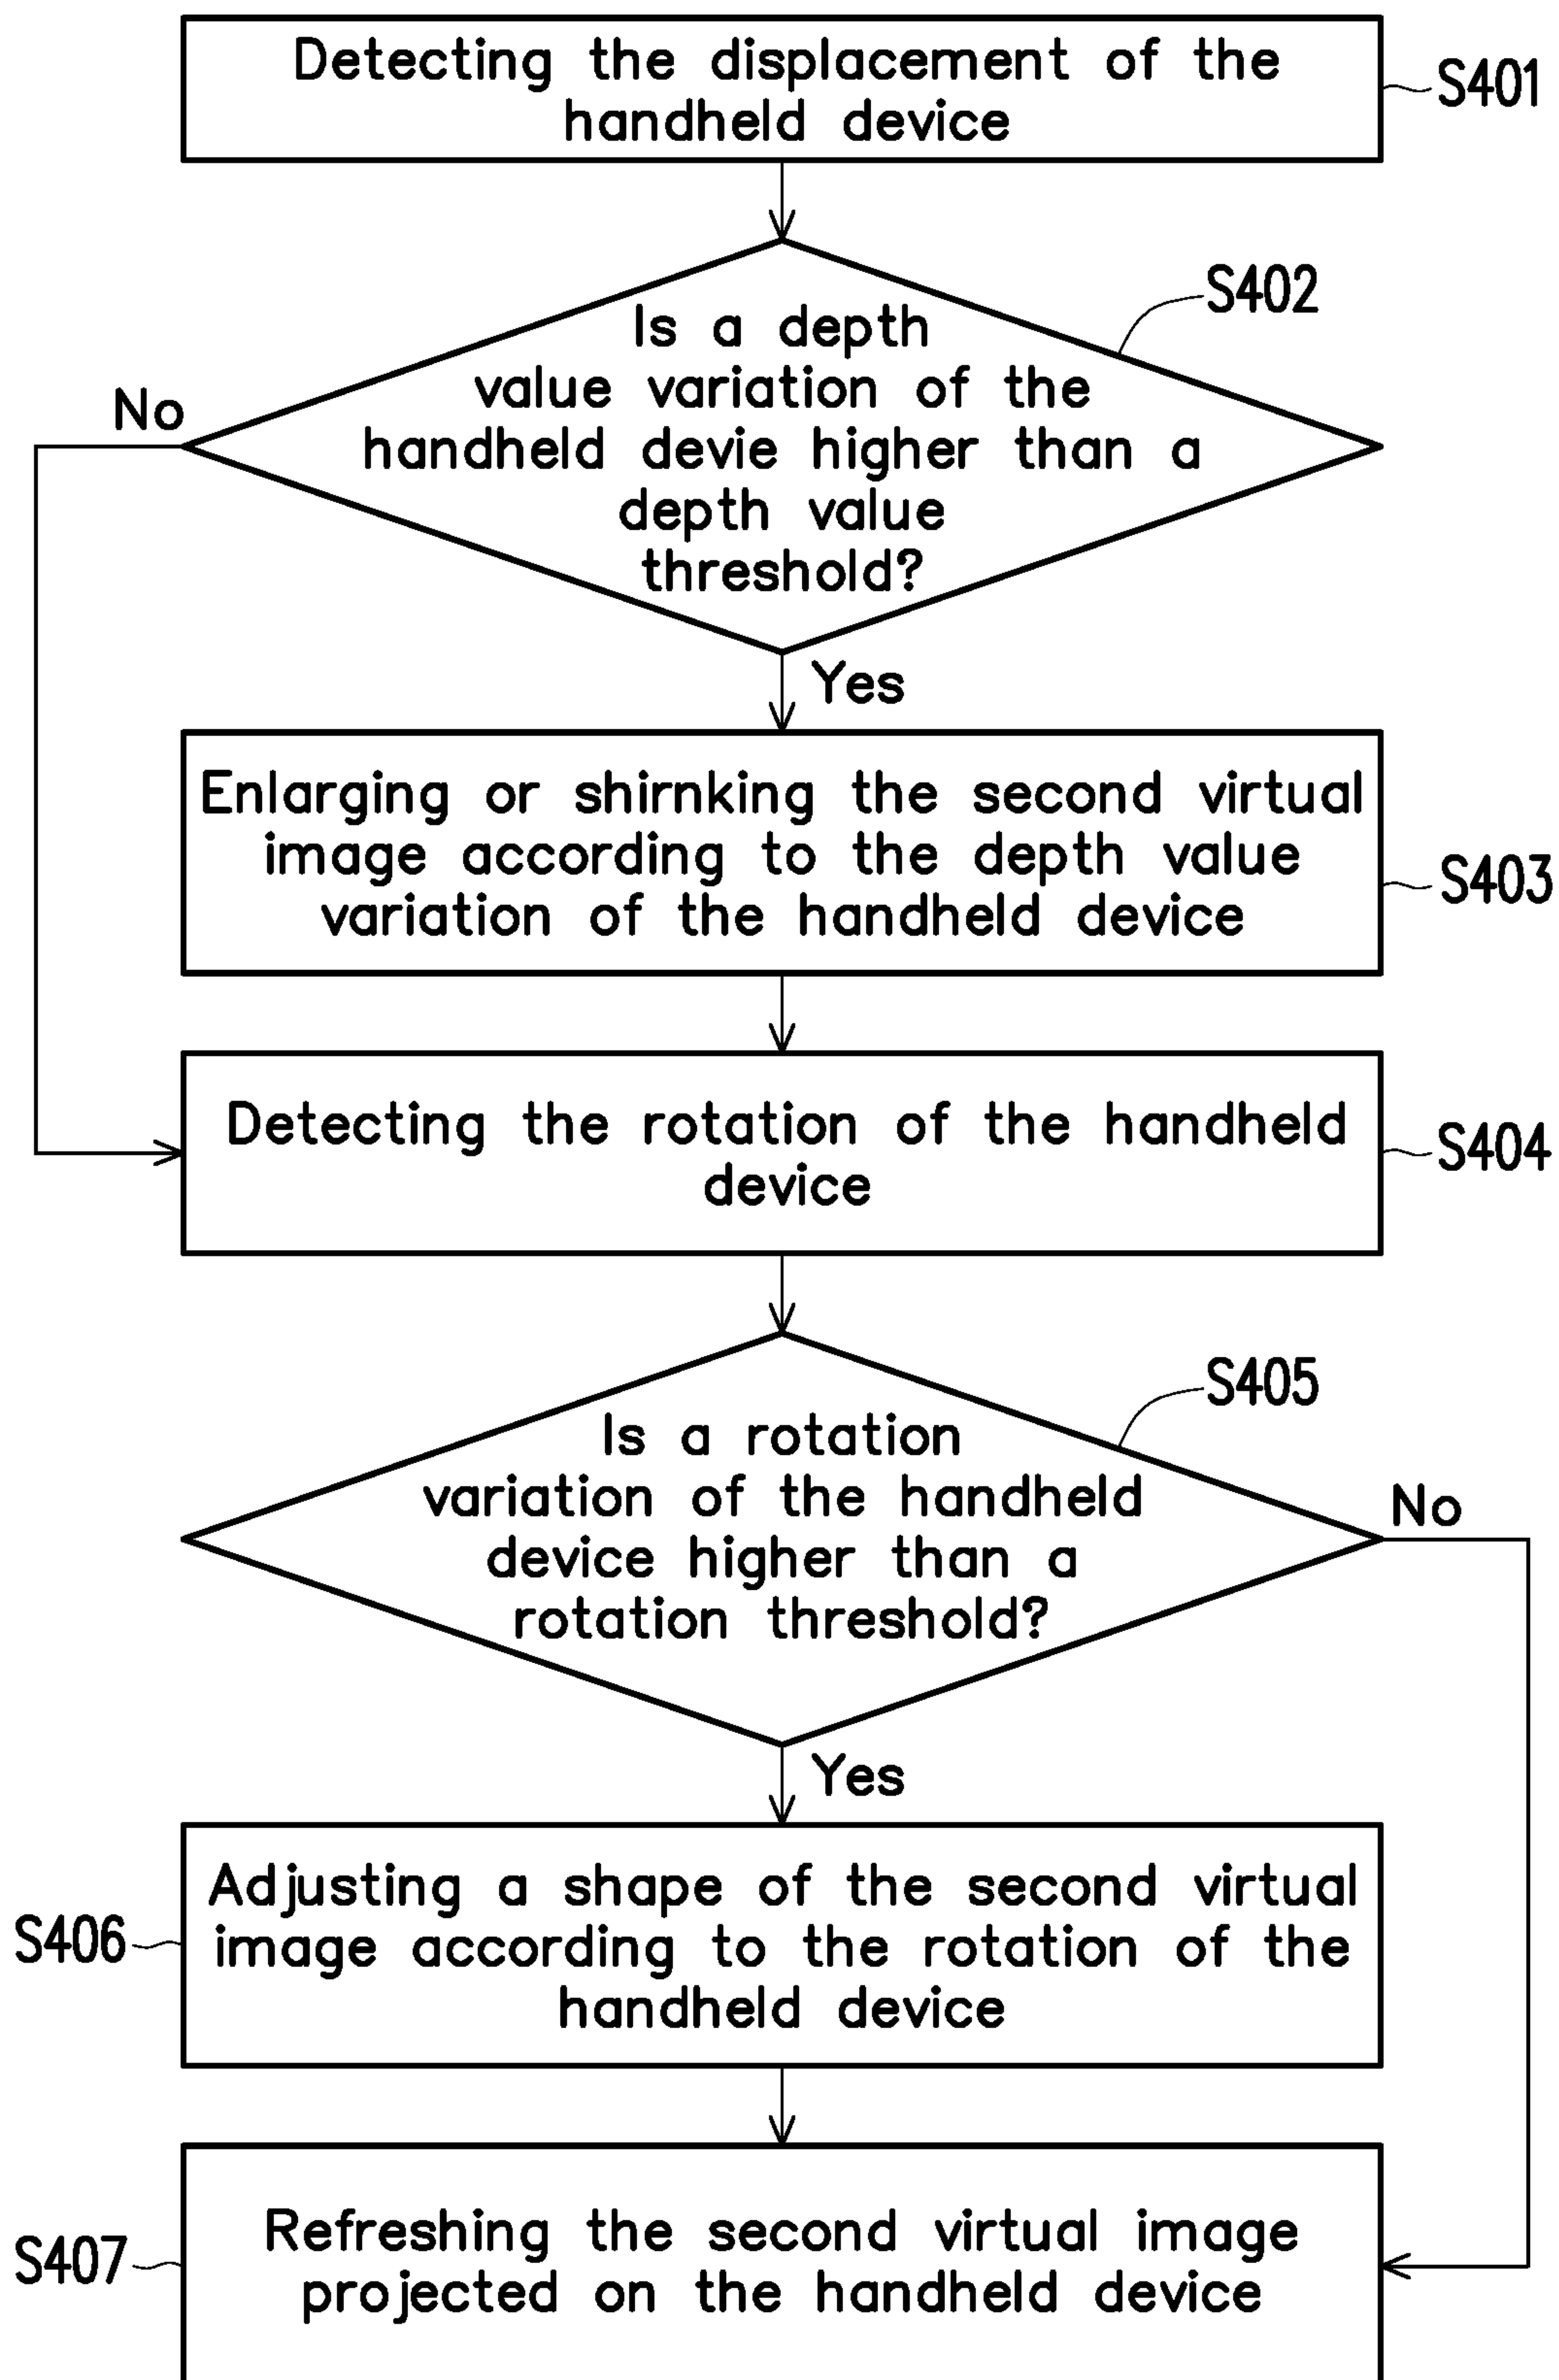 Detecting the displacement of the
handheld device
S401
S402
Is a depth
value variation of the
handheld devie higher than a
depth value
threshold?
No
Yes
Enlarging or shirnking the second virtual
image according to the depth value
variation of the handheld device
S403
Detecting the rotation of the handheld
device
S404
S405
Is a rotation
variation of the handheld
device higher than a
rotation threshold?
No
Yes
Adjusting a shape of the second virtual
image according to the rotation of the
handheld device
S406
Refreshing the second virtual image
projected on the handheld device
S407